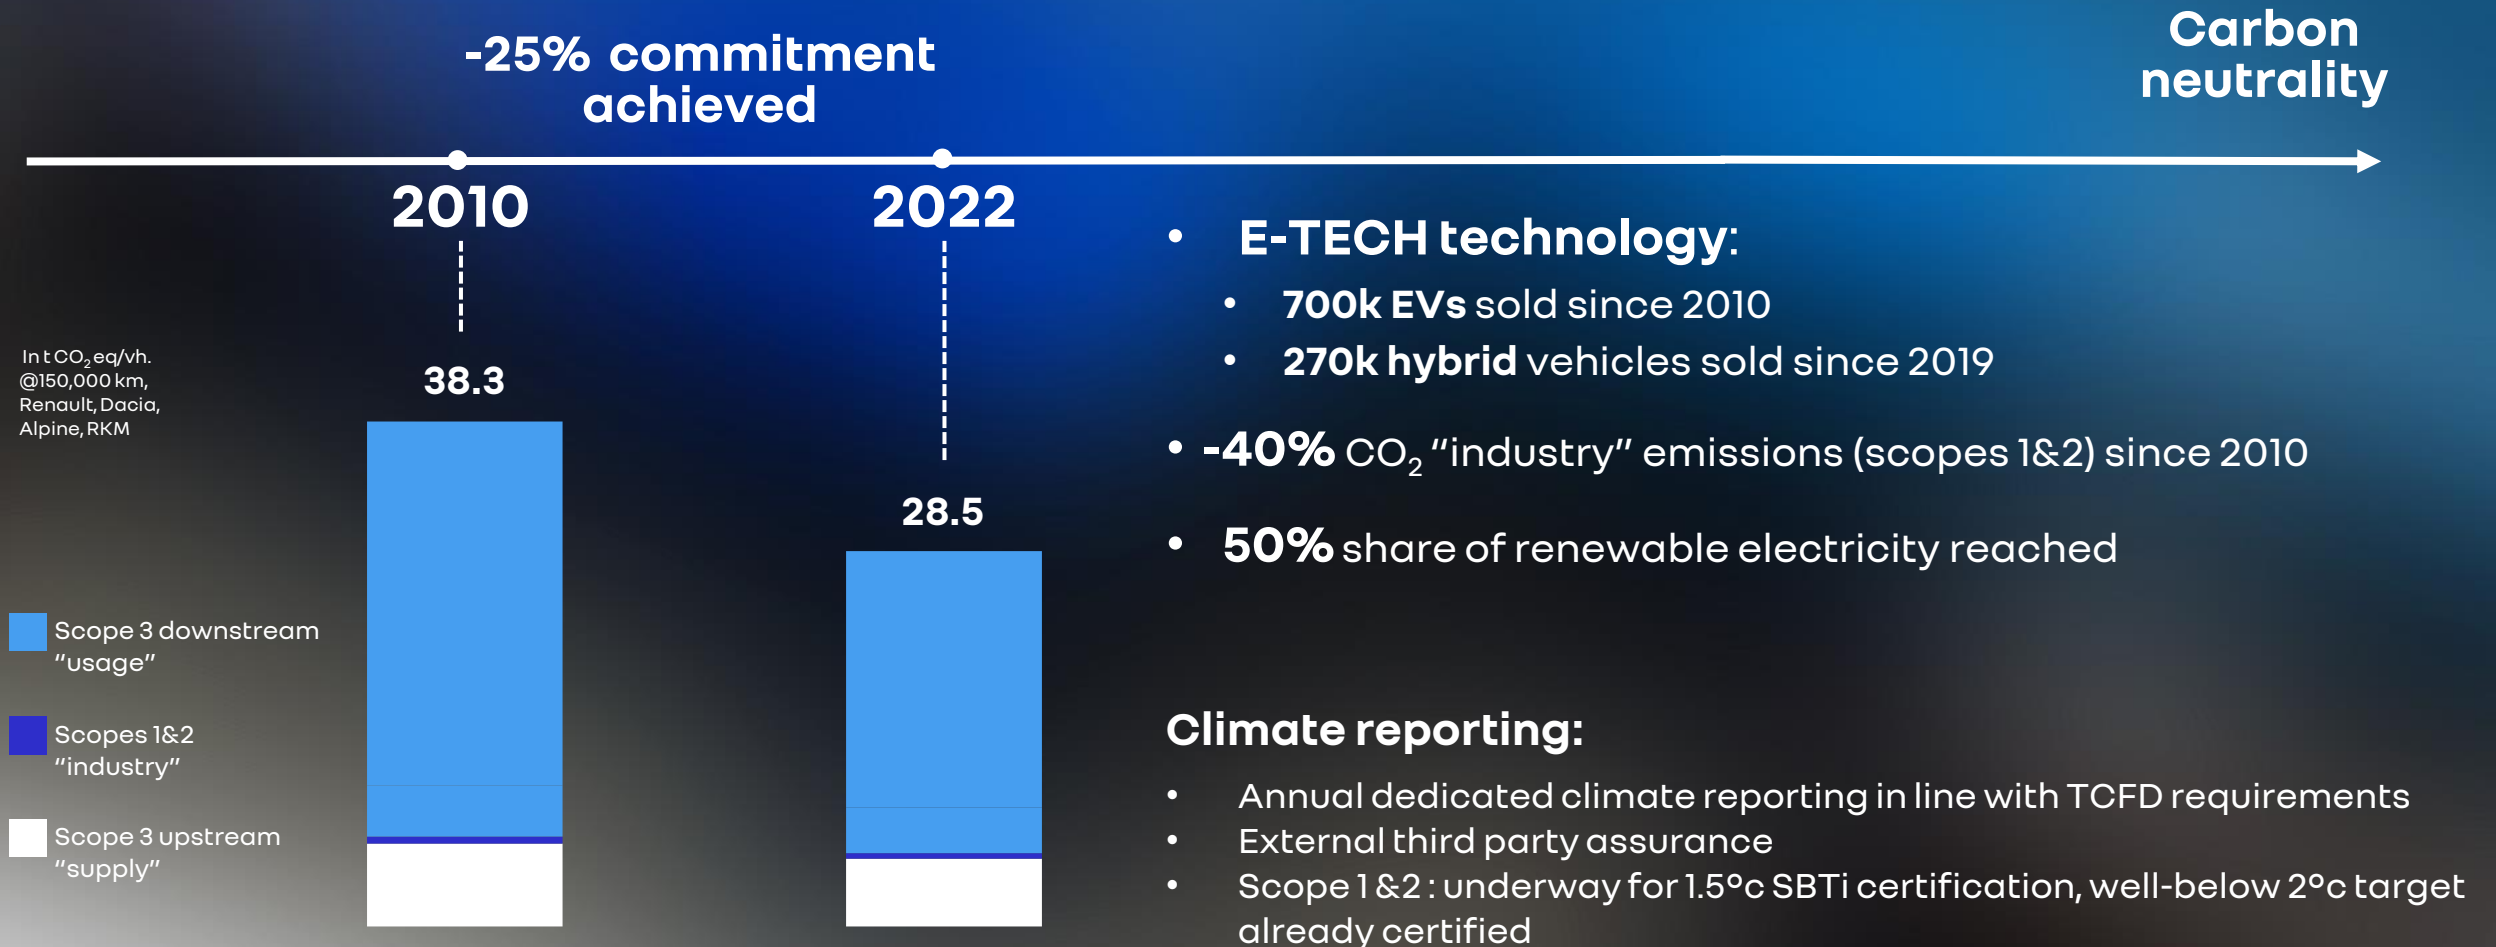 -25% commitment
achieved
Carbon
neutrality
2010
2022
In t CO₂ eq/vh.
@150,000 km,
Renault, Dacia,
Alpine, RKM
38.3
28.5
Scope 3 downstream
“usage”
Scopes 1&2
“industry”
Scope 3 upstream
“supply”
• E-TECH technology:
• 700k EVs sold since 2010
• 270k hybrid vehicles sold since 2019
• -40% CO₂ “industry” emissions (scopes 1&2) since 2010
• 50% share of renewable electricity reached
Climate reporting:
• Annual dedicated climate reporting in line with TCFD requirements
• External third party assurance
• Scope 1 &2 : underway for 1.5°c SBTi certification, well-below 2°c target
already certified